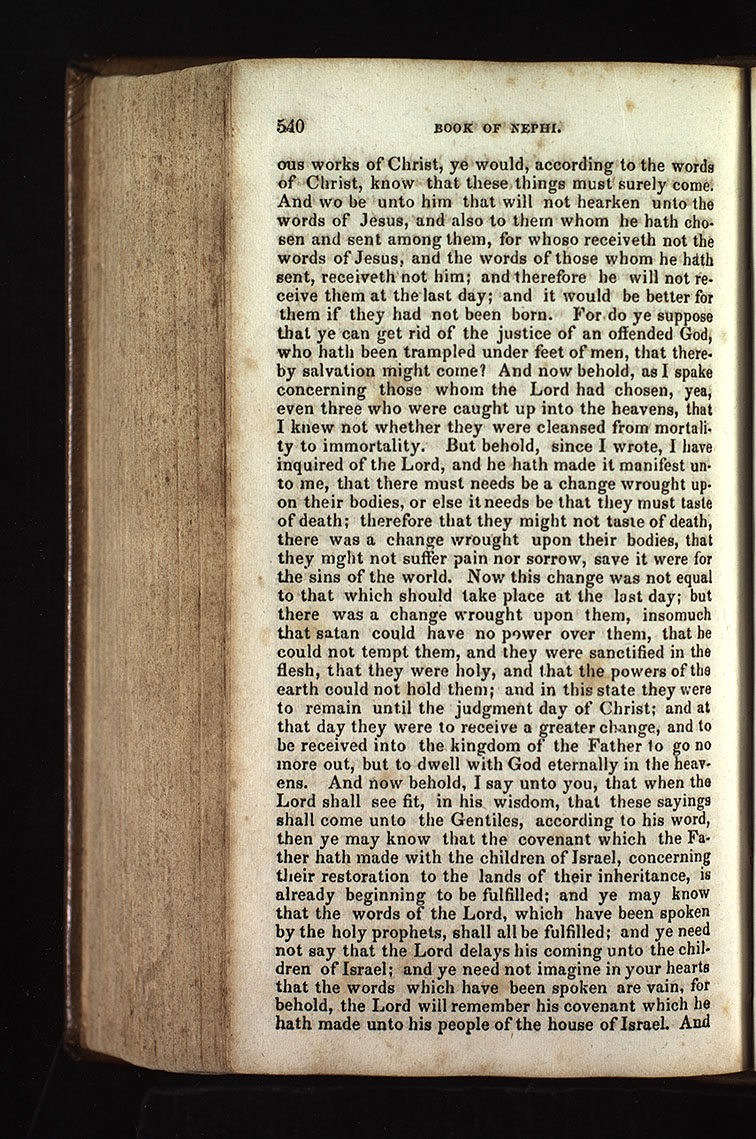 540 BOOK OF NEPHI.
ous works of Christ, ye would, according to the words
of Christ, know that these things must surely come.
And wo be unto him that will not hearken unto the
words of Jesus, and also to them whom he hath cho-
sen and sent among them, for whoso receiveth not the
words of Jesus, and the words of those whom he hath
sent, receiveth not him; and therefore he will not re-
ceive them at the last day; and it would be better for
them if they had not been born. For do ye suppose
that ye can get rid of the justice of an offended God,
who hath been trampled under feet of men, that there-
by salvation might come? And now behold, as I spake
concerning those whom the Lord had chosen, yea,
even three who were caught up into the heavens, that
I knew not whether they were cleansed from mortali-
ty to immortality. But behold, since I wrote, I have
inquired of the Lord, and he hath made it manifest un-
to me, that there must needs be a change wrought up-
on their bodies, or else it needs be that they must taste
of death; therefore that they might not taste of death,
there was a change wrought upon their bodies, that
they might not suffer pain nor sorrow, save it were for
the sins of the world. Now this change was not equal
to that which should take place at the last day; but
there was a change wrought upon them, insomuch
that satan could have no power over them, that he
could not tempt them, and they were sanctified in the
flesh, that they were holy, and that the powers of the
earth could not hold them; and in this state they were
to remain until the judgment day of Christ; and at
that day they were to receive a greater change, and to
be received into the kingdom of the Father to go no
more out, but to dwell with God eternally in the heav-
ens. And now behold, I say unto you, that when the
Lord shall see fit, in his wisdom, that these sayings
shall come unto the Gentiles, according to his word,
then ye may know that the covenant which the Fa-
ther hath made with the children of Israel, concerning
their restoration to the lands of their inheritance, is
already beginning to be fulfilled; and ye may know
that the words of the Lord, which have been spoken
by the holy prophets, shall all be fulfilled; and ye need
not say that the Lord delays his coming unto the chil-
dren of Israel; and ye need not imagine in your hearts
that the words which have been spoken are vain, for
behold, the Lord will remember his covenant which he
hath made unto his people of the house of Israel. And